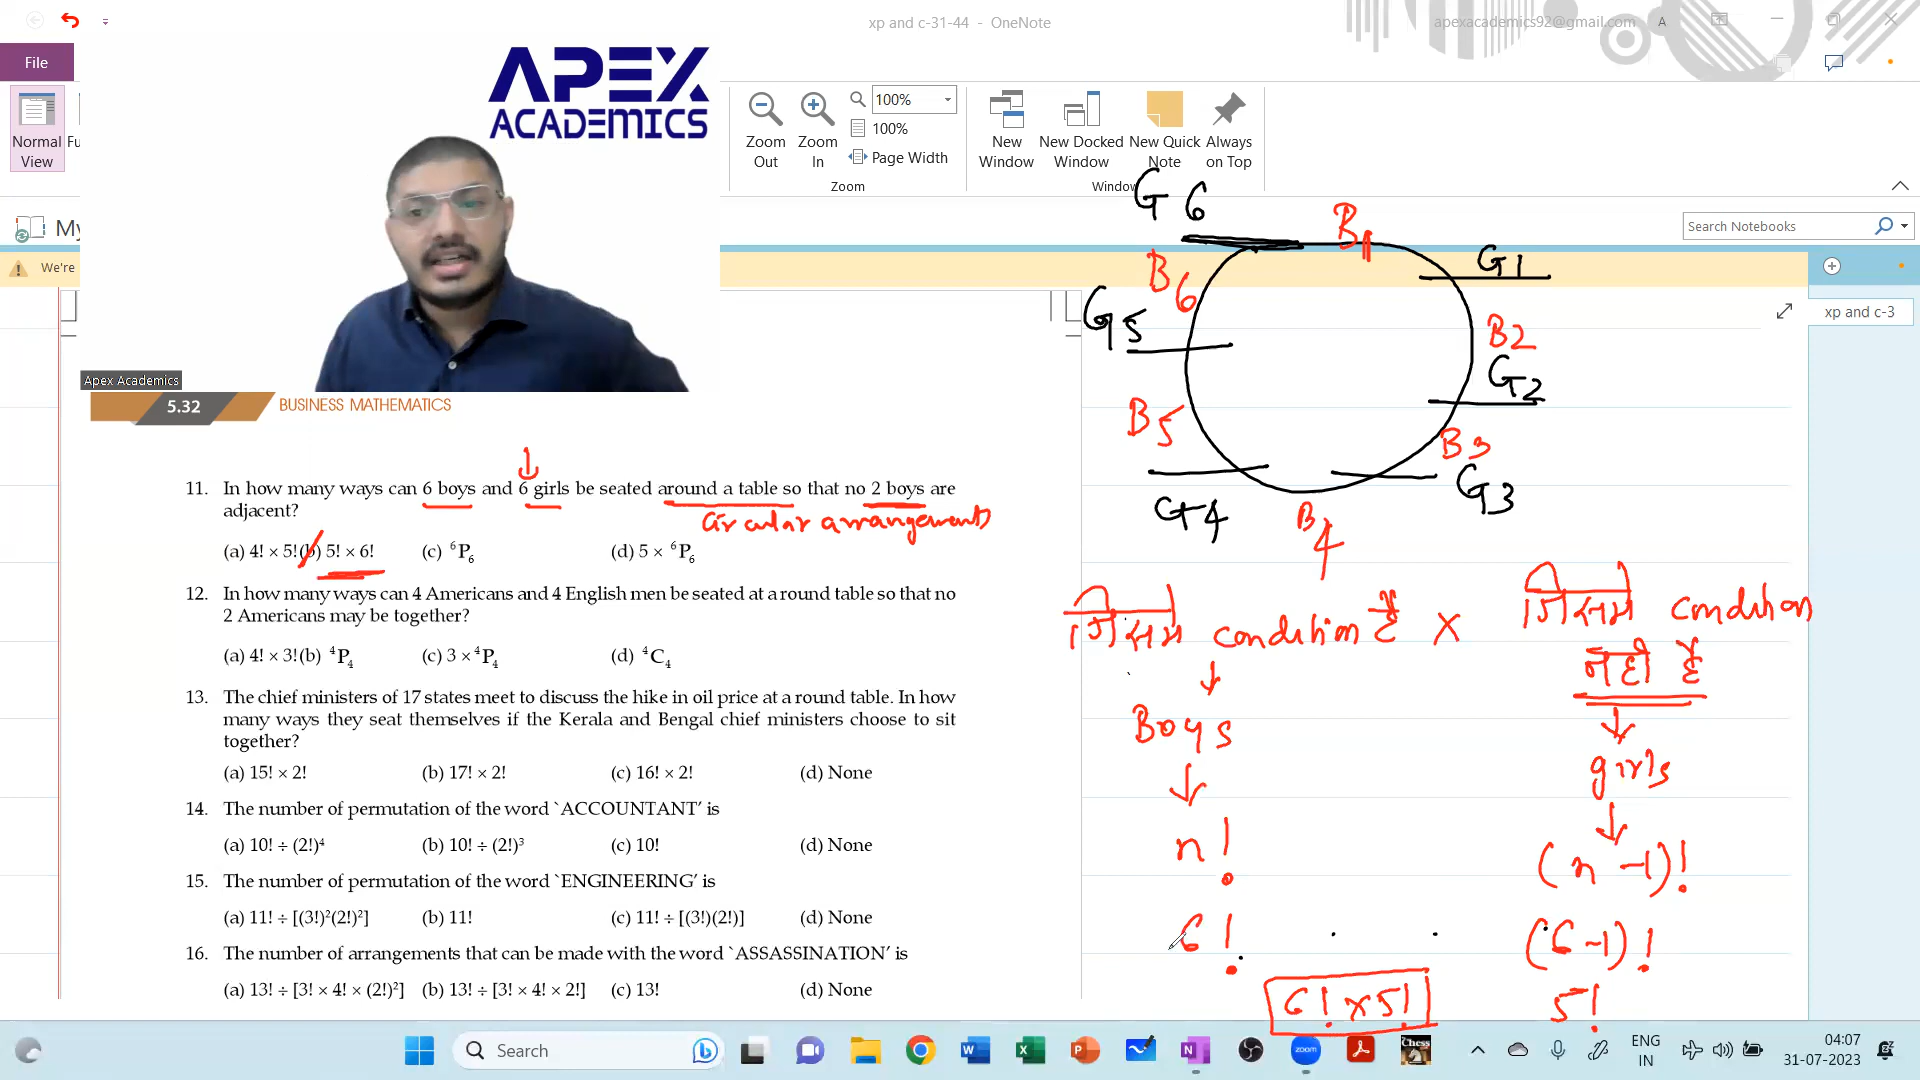 xp and c-31-44 - OneNote
apexacademics92@gmail.com
A
File
APEX
ACADEMICS
Normal
View
Fu
Zoom
Out
Zoom
In
100%
100%
Page Width
Zoom
New
Window
New Docked
Window
New Quick
Note
Always
on Top
Window
My
Search Notebooks
We're
xp and c-3
Apex Academics
5.32
BUSINESS MATHEMATICS
11. In how many ways can 6 boys and 6 girls be seated around a table so that no 2 boys are
adjacent?
circular arrangements
(a) 4! × 5! (b) 5! × 6! (c) ⁶P₆ (d) 5 × ⁶P₆
12. In how many ways can 4 Americans and 4 English men be seated at a round table so that no
2 Americans may be together?
(a) 4! × 3! (b) ⁴P₄ (c) 3 × ⁴P₄ (d) ⁴C₄
13. The chief ministers of 17 states meet to discuss the hike in oil price at a round table. In how
many ways they seat themselves if the Kerala and Bengal chief ministers choose to sit
together?
(a) 15! × 2! (b) 17! × 2! (c) 16! × 2! (d) None
14. The number of permutation of the word `ACCOUNTANT' is
(a) 10! ÷ (2!)⁴ (b) 10! ÷ (2!)³ (c) 10! (d) None
15. The number of permutation of the word `ENGINEERING' is
(a) 11! ÷ [(3!)²(2!)²] (b) 11! (c) 11! ÷ [(3!)(2!)] (d) None
16. The number of arrangements that can be made with the word `ASSASSINATION' is
(a) 13! ÷ [3! × 4! × (2!)²] (b) 13! ÷ [3! × 4! × 2!] (c) 13! (d) None
G6
B1
G1
B6
G5
B2
G2
B5
B3
G3
G4
B4
condition है
×
condition
नही है
Boys
girls
n!
(n-1)!
6!
(6-1)!
6! × 5!
5!
Search
ENG
IN
04:07
31-07-2023